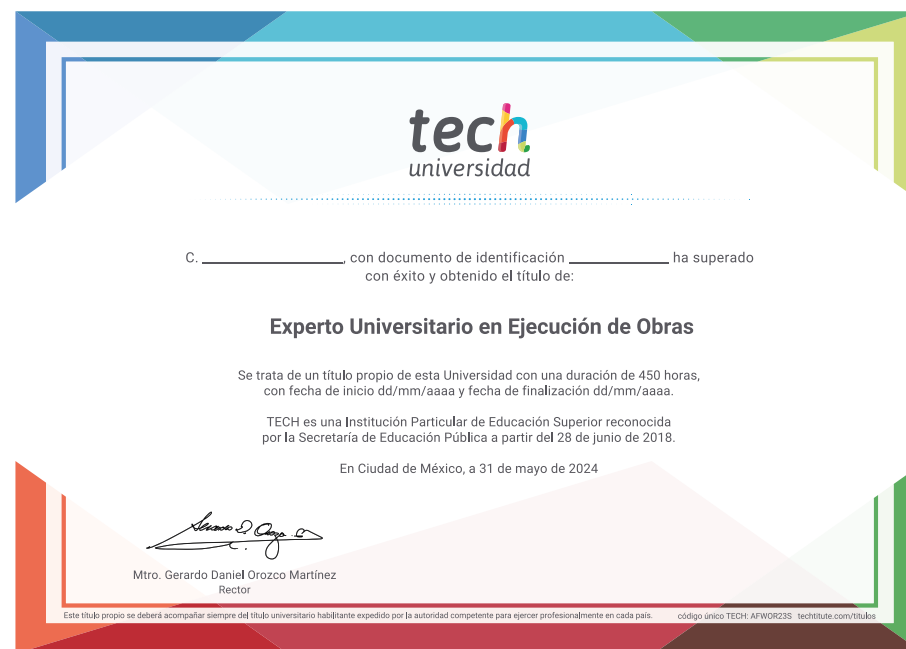 tech
universidad
C. ____________, con documento de identificación ____________ ha superado
con éxito y obtenido el título de:
Experto Universitario en Ejecución de Obras
Se trata de un título propio de esta Universidad con una duración de 450 horas,
con fecha de inicio dd/mm/aaaa y fecha de finalización dd/mm/aaaa.
TECH es una Institución Particular de Educación Superior reconocida
por la Secretaría de Educación Pública a partir del 28 de junio de 2018.
En Ciudad de México, a 31 de mayo de 2024
Mtro. Gerardo Daniel Orozco Martínez
Rector
Este título propio se deberá acompañar siempre del título universitario habilitante expedido por la autoridad competente para ejercer profesionalmente en cada país. código único TECH: AFWOR23S techtitute.com/titulos